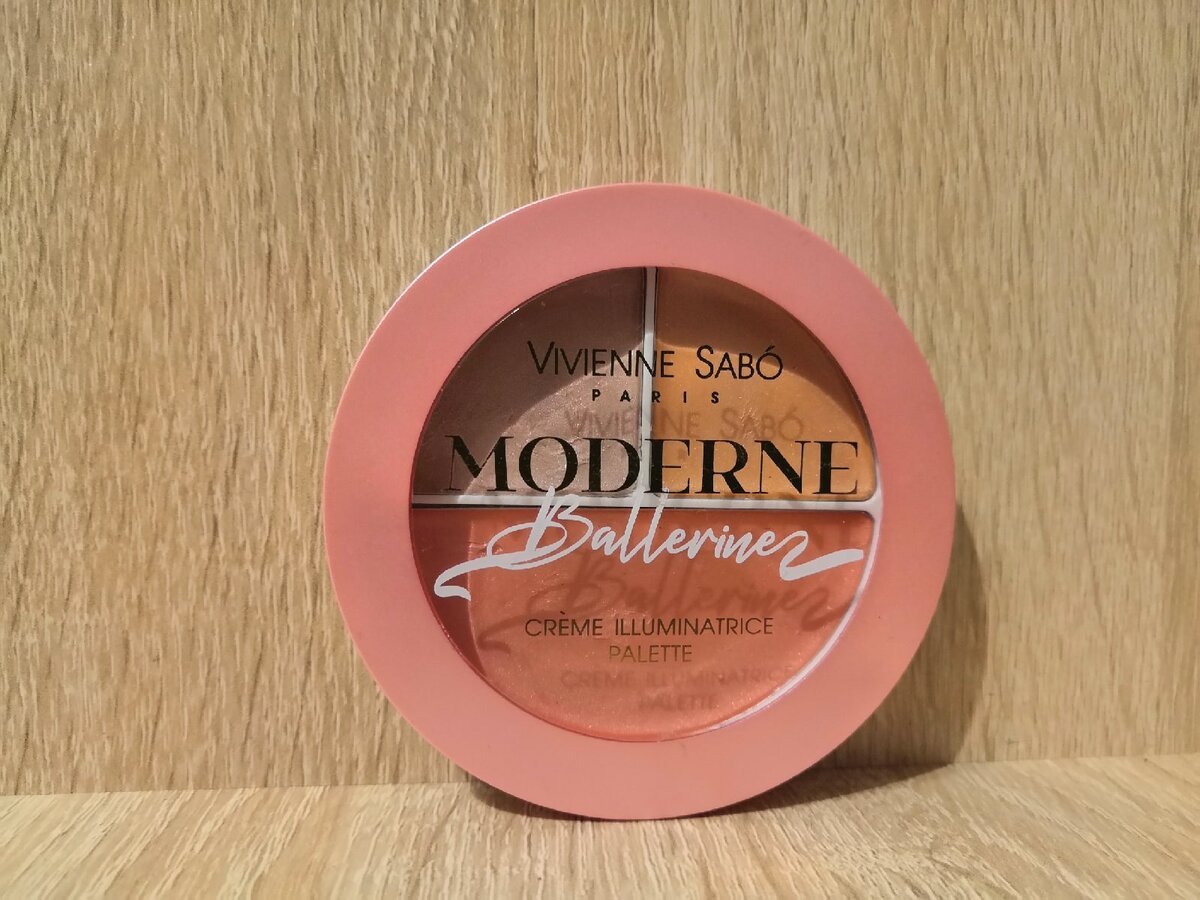 VIVIENNE SABÓ
PARIS
MODERNE
Ballerine
CRÈME ILLUMINATRICE
PALETTE